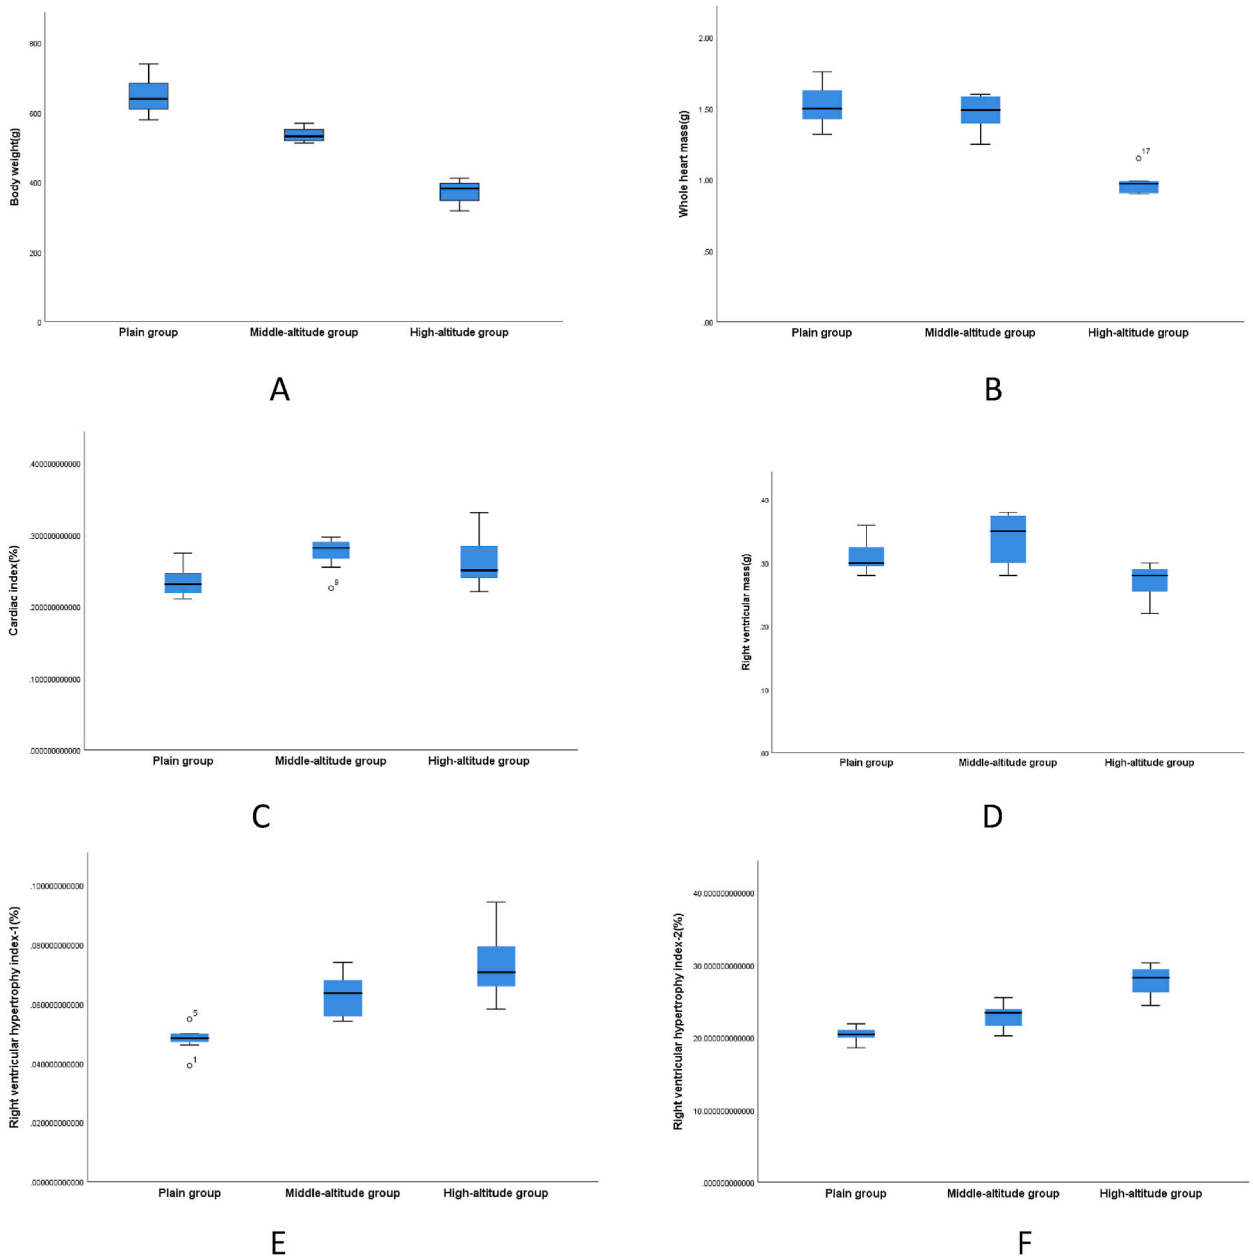 800
600
400
200
0
Body weight(g)
Plain group Middle-altitude group High-altitude group
A
2.00
1.50
1.00
.50
.00
Whole heart mass(g)
17
Plain group Middle-altitude group High-altitude group
B
.400000000000
.300000000000
.200000000000
.100000000000
.000000000000
Cardiac index(%)
9
Plain group Middle-altitude group High-altitude group
C
.40
.30
.20
.10
.00
Right ventricular mass(g)
Plain group Middle-altitude group High-altitude group
D
.100000000000
.080000000000
.060000000000
.040000000000
.020000000000
.000000000000
Right ventricular hypertrophy index-1(%)
5
1
Plain group Middle-altitude group High-altitude group
E
40.000000000000
30.000000000000
20.000000000000
10.000000000000
.000000000000
Right ventricular hypertrophy index-2(%)
Plain group Middle-altitude group High-altitude group
F